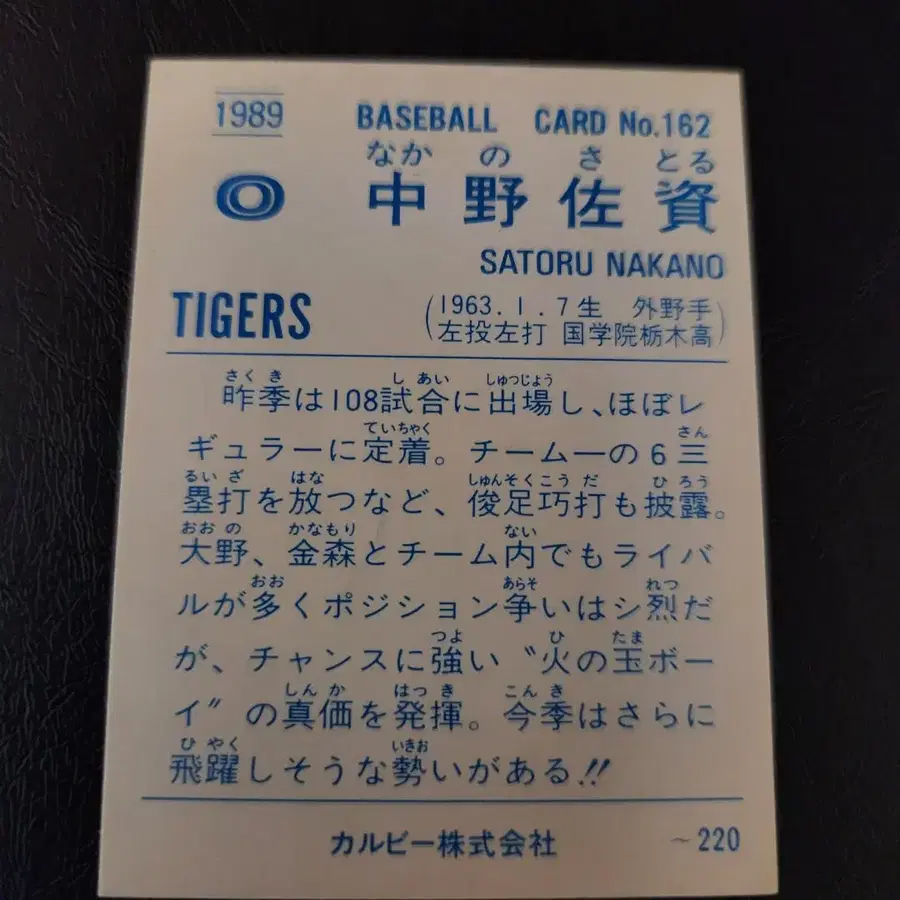 1989
BASEBALL CARD No.162
なかの さとる
0 中野佐資
SATORU NAKANO
TIGERS
(1963.1.7生 外野手
左投左打 国学院栃木高)
さくき しあい しゅつじょう
昨季は108試合に出場し、ほぼレ
ていちゃく さん
ギュラーに定着。チーム一の6三
るいざ はな しゅんそくこうだ ひろう
塁打を放つなど、俊足巧打も披露。
おおの かなもり ない
大野、金森とチーム内でもライバ
おお あらそ れつ
ルが多くポジション争いはシ烈だ
つよ ひ たま
が、チャンスに強い〝火の玉ボー
しんか はっき こんき
イ〟の真価を発揮。今季はさらに
ひやく いきお
飛躍しそうな勢いがある!!
カルビー株式会社
~220